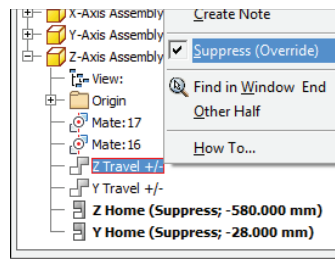 X-Axis Assembly
Y-Axis Assembly
Z-Axis Assembly
View:
Origin
Mate:17
Mate:16
Z Travel +/-
Y Travel +/-
Z Home (Suppress; -580.000 mm)
Y Home (Suppress; -28.000 mm)
Create Note
Suppress (Override)
Find in Window End
Other Half
How To...